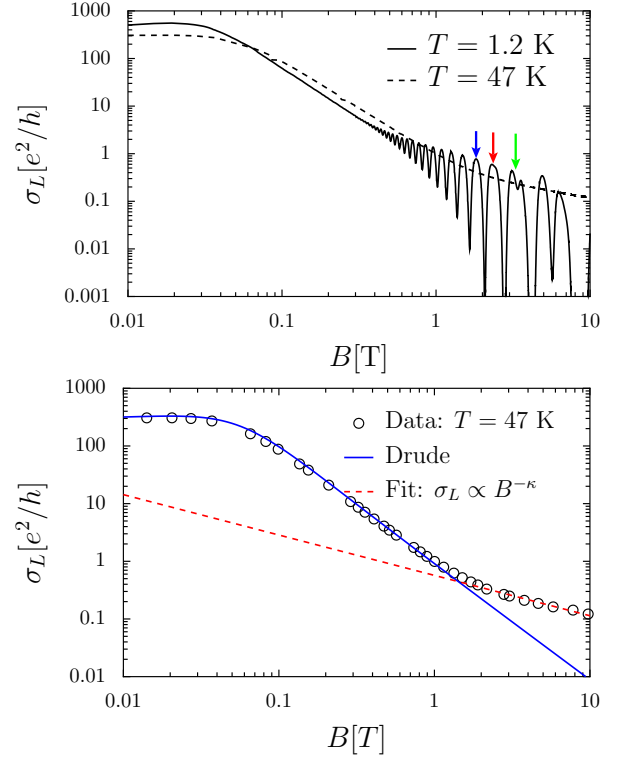 1000
100
10
1
0.1
0.01
0.001
σ_L[e²/h]
T = 1.2 K
T = 47 K
0.01 0.1 1 10
B[T]
1000
100
10
1
0.1
0.01
σ_L[e²/h]
Data: T = 47 K
Drude
Fit: σ_L ∝ B^{-κ}
0.01 0.1 1 10
B[T]